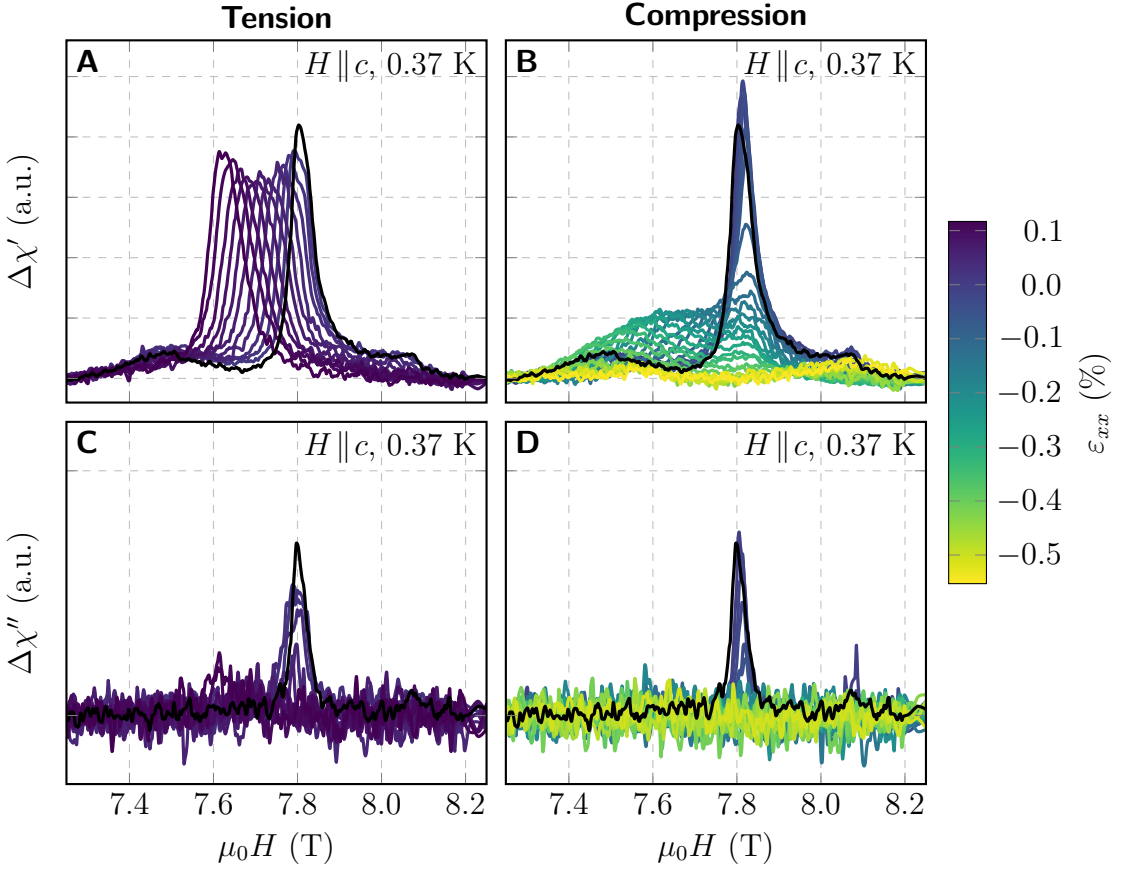 Tension
Compression
A
H ∥ c, 0.37 K
B
H ∥ c, 0.37 K
Δχ′ (a.u.)
C
H ∥ c, 0.37 K
D
H ∥ c, 0.37 K
Δχ″ (a.u.)
7.4 7.6 7.8 8.0 8.2
7.4 7.6 7.8 8.0 8.2
μ₀H (T)
μ₀H (T)
0.1
0.0
−0.1
−0.2
−0.3
−0.4
−0.5
εₓₓ (%)